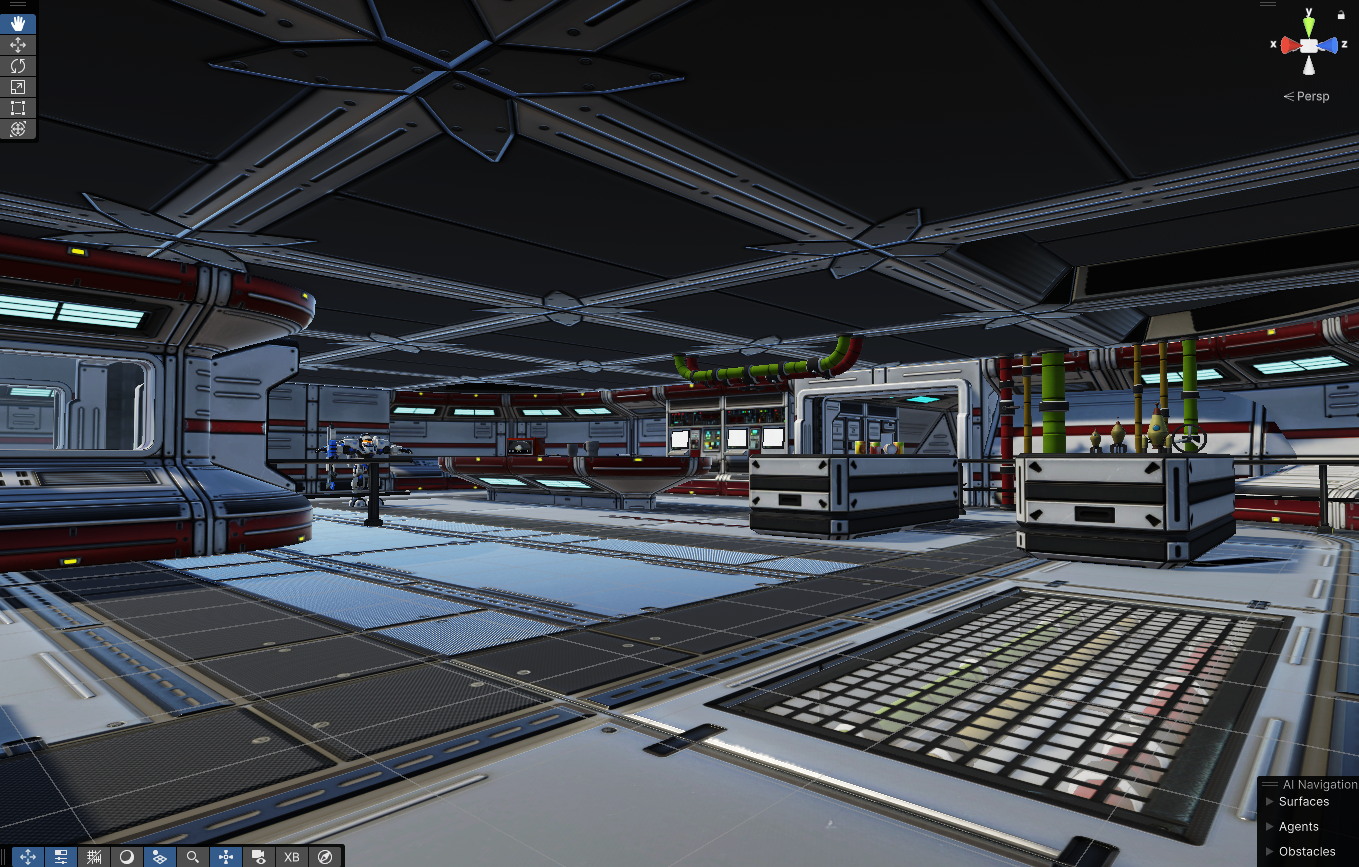 y
x
z
< Persp
AI Navigation
Surfaces
Agents
Obstacles
XB